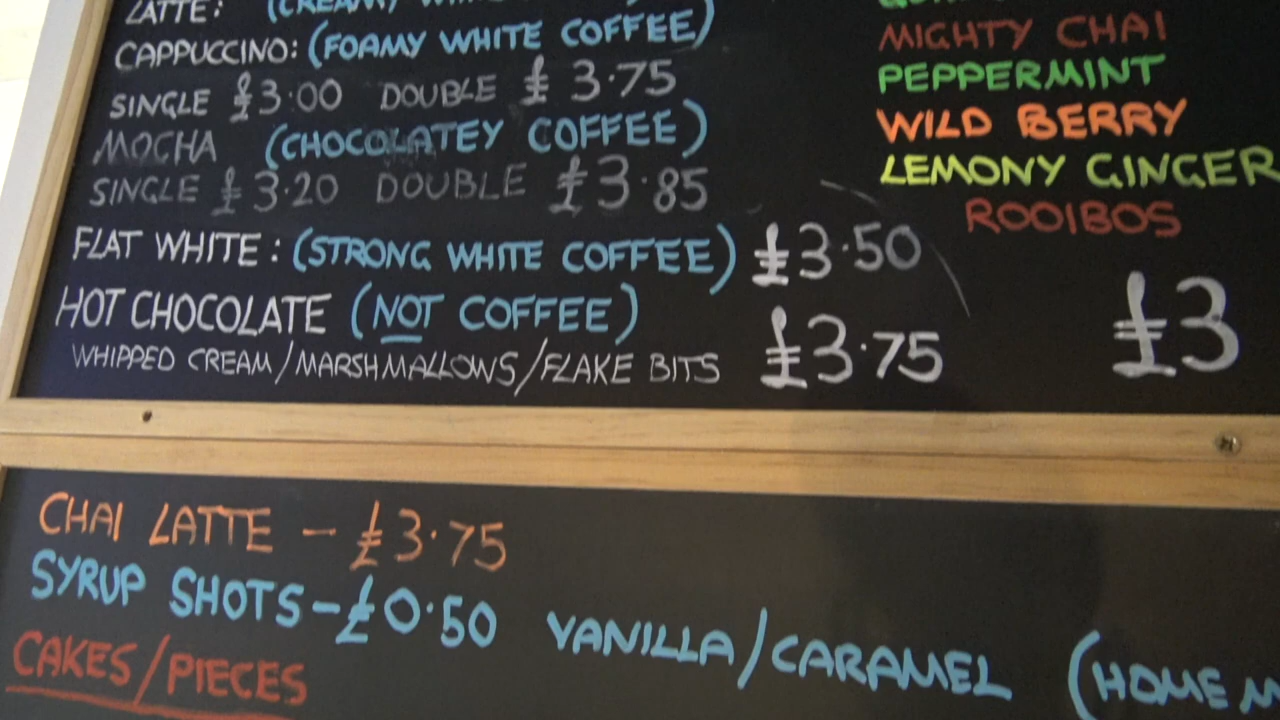 LATTE: (CREAM)
CAPPUCCINO: (FOAMY WHITE COFFEE)
SINGLE £3.00 DOUBLE £3.75
MOCHA (CHOCOLATEY COFFEE)
SINGLE £3.20 DOUBLE £3.85
FLAT WHITE: (STRONG WHITE COFFEE) £3.50
HOT CHOCOLATE (NOT COFFEE)
WHIPPED CREAM/MARSHMALLOWS/FLAKE BITS £3.75
MIGHTY CHAI
PEPPERMINT
WILD BERRY
LEMONY GINGER
ROOIBOS
£3
CHAI LATTE - £3.75
SYRUP SHOTS - £0.50 VANILLA/CARAMEL (HOME
CAKES/PIECES